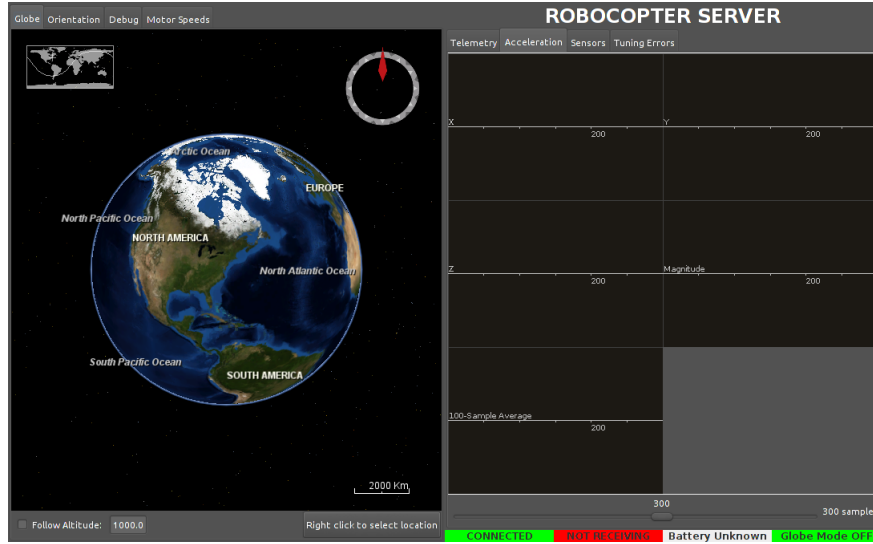 ROBOCOPTER SERVER
Globe Orientation Debug Motor Speeds
Telemetry Acceleration Sensors Tuning Errors
Arctic Ocean
EUROPE
North Pacific Ocean
NORTH AMERICA
North Atlantic Ocean
South Pacific Ocean
SOUTH AMERICA
2000 Km
Follow Altitude: 1000.0
Right click to select location
X
200
Y
200
Z
200
Magnitude
200
100-Sample Average
200
300
300 sample
CONNECTED NOT RECEIVING Battery Unknown Globe Mode OFF